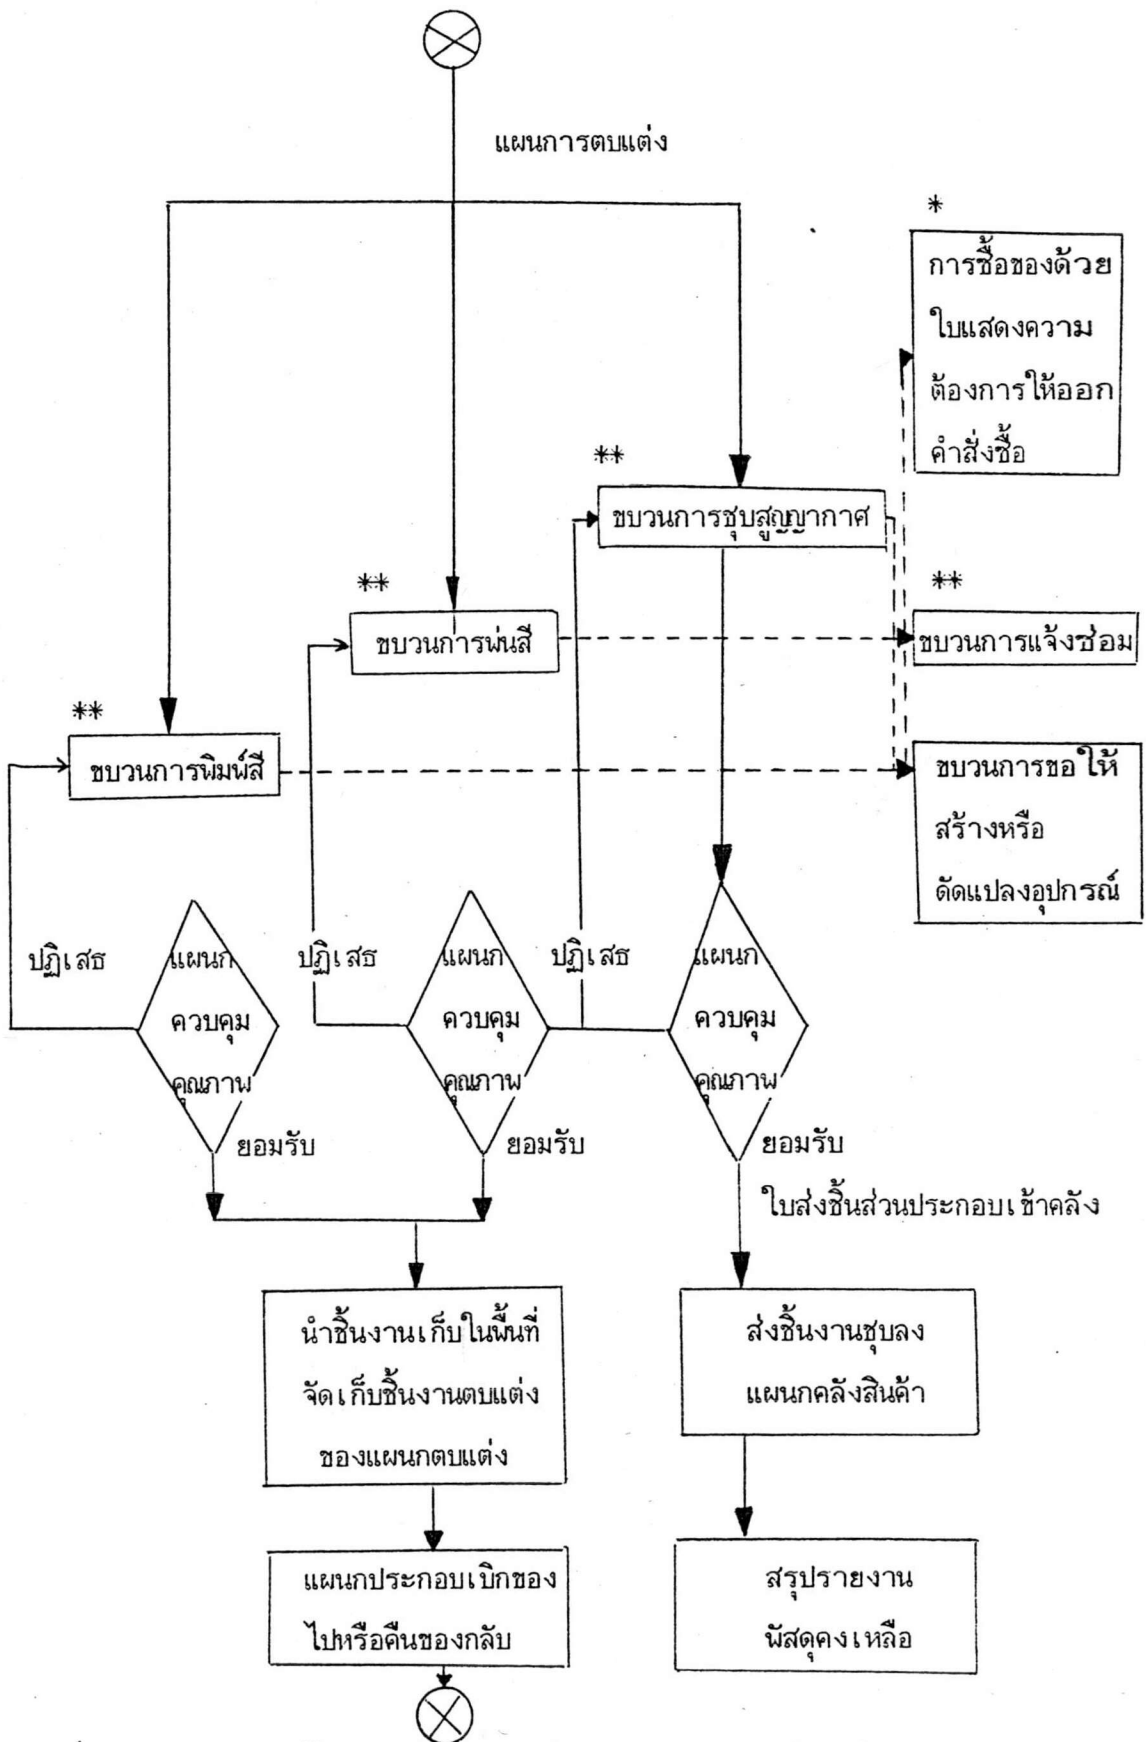 แผนการตบแต่ง
*
การซื้อของด้วย
ใบแสดงความ
ต้องการให้ออก
คำสั่งซื้อ
**
ขบวนการชุบสูญญากาศ
**
ขบวนการพ่นสี
**
ขบวนการแจ้งซ่อม
**
ขบวนการพิมพ์สี
ขบวนการขอให้
สร้างหรือ
ดัดแปลงอุปกรณ์
ปฏิเสธ
แผนก
ควบคุม
คุณภาพ
ยอมรับ
ปฏิเสธ
แผนก
ควบคุม
คุณภาพ
ยอมรับ
ปฏิเสธ
แผนก
ควบคุม
คุณภาพ
ยอมรับ
ใบส่งชิ้นส่วนประกอบเข้าคลัง
นำชิ้นงานเก็บในพื้นที่
จัดเก็บชิ้นงานตบแต่ง
ของแผนกตบแต่ง
ส่งชิ้นงานชุบลง
แผนกคลังสินค้า
แผนกประกอบเบิกของ
ไปหรือคืนของกลับ
สรุปรายงาน
พัสดุคงเหลือ